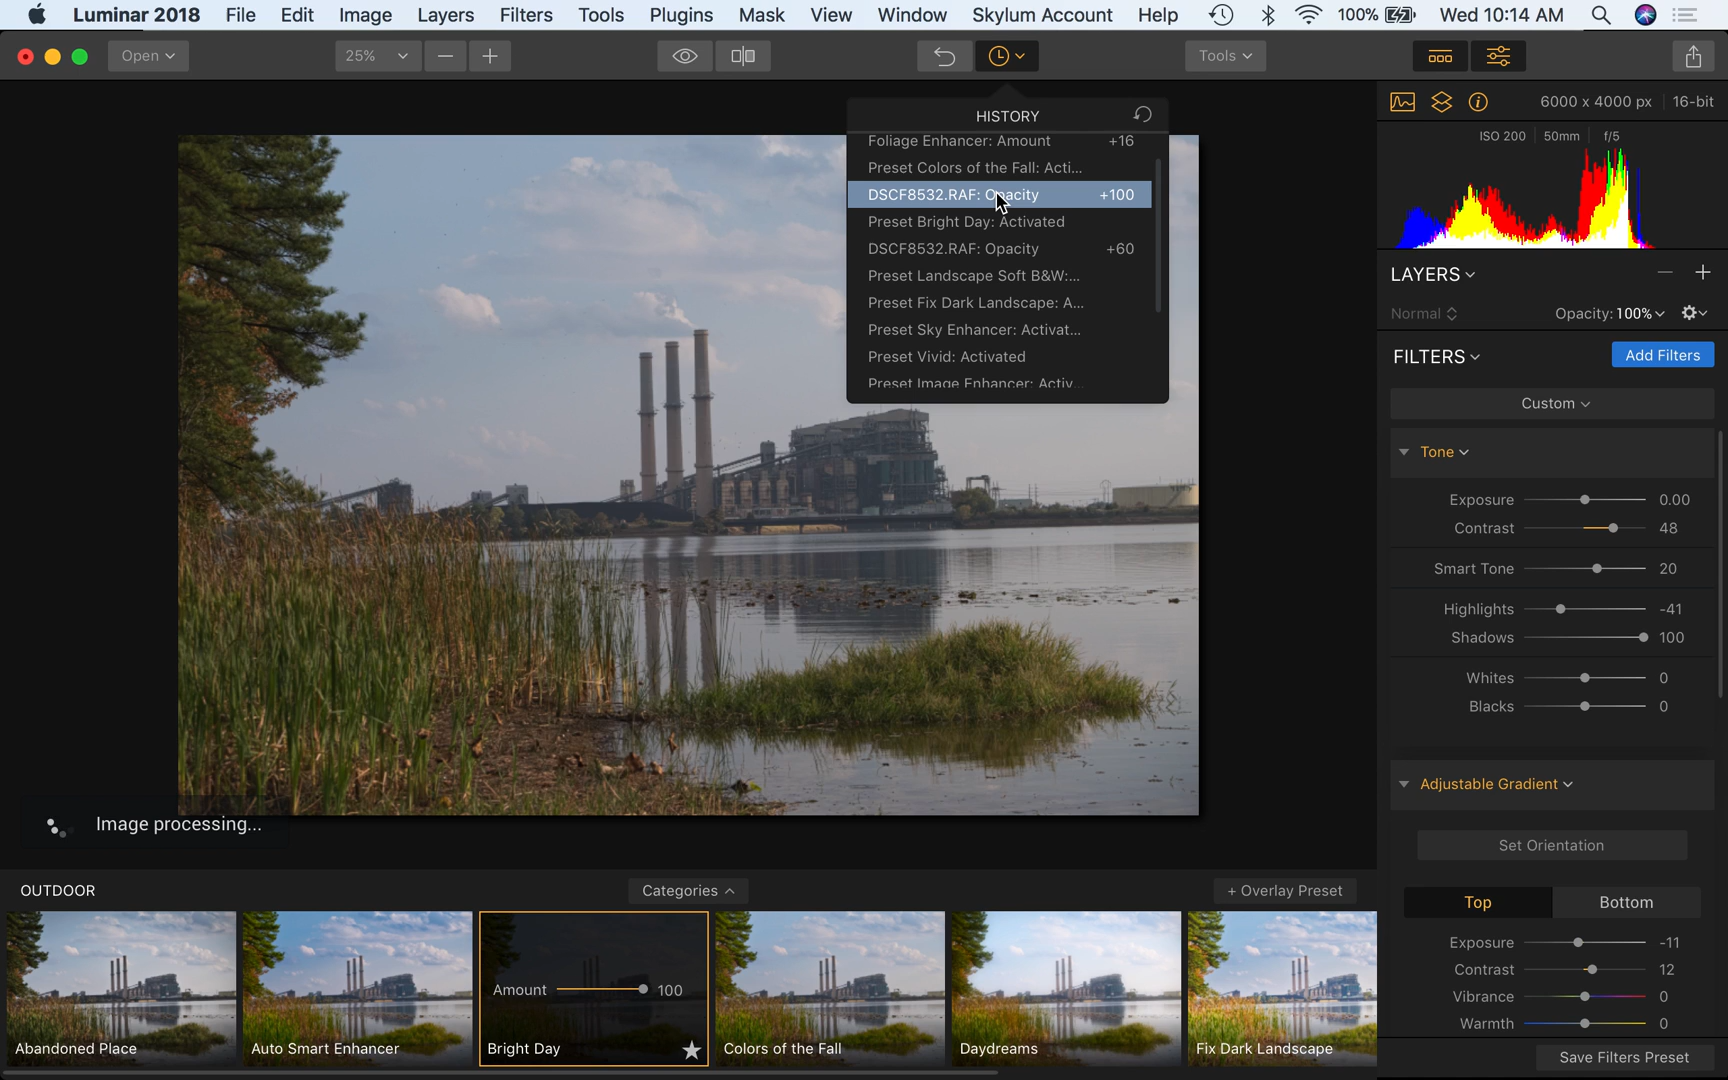 Luminar 2018 File Edit Image Layers Filters Tools Plugins Mask View Window Skylum Account Help 100% Wed 10:14 AM
Open 25% Tools
6000 x 4000 px 16-bit
HISTORY
ISO 200 50mm f/5
Foliage Enhancer: Amount +16
Preset Colors of the Fall: Acti...
DSCF8532.RAF: Opacity +100
Preset Bright Day: Activated
DSCF8532.RAF: Opacity +60
Preset Landscape Soft B&W:...
Preset Fix Dark Landscape: A...
Preset Sky Enhancer: Activat...
Preset Vivid: Activated
Preset Image Enhancer: Activ...
LAYERS
Normal Opacity: 100%
FILTERS Add Filters
Custom
Tone
Exposure 0.00
Contrast 48
Smart Tone 20
Highlights -41
Shadows 100
Whites 0
Blacks 0
Adjustable Gradient
Set Orientation
Top Bottom
Exposure -11
Contrast 12
Vibrance 0
Warmth 0
Save Filters Preset
Image processing...
OUTDOOR Categories + Overlay Preset
Amount 100
Abandoned Place Auto Smart Enhancer Bright Day Colors of the Fall Daydreams Fix Dark Landscape